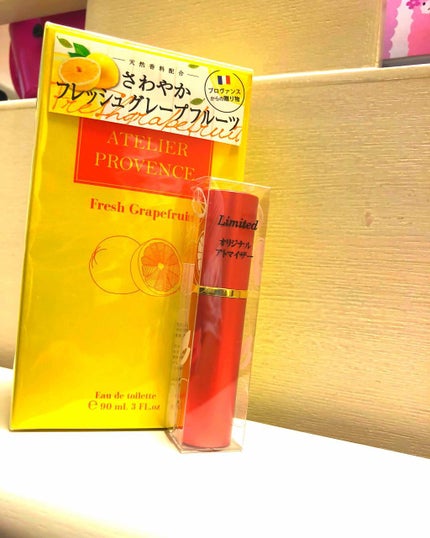 天然香料配合
さわやか
フレッシュグレープフルーツ
freshgrapefruit
プロヴァンス
からの贈り物
ATELIER
PROVENCE
Fresh Grapefruit
Eau de toilette
℮ 90 ml. 3 FL.oz
Limited
オリジナル
アトマイザー